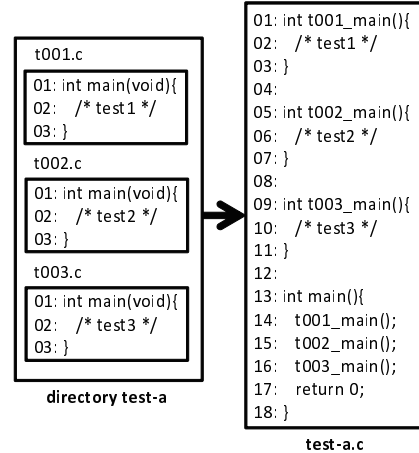 t001.c
01: int main(void){
02: /* test1 */
03: }
t002.c
01: int main(void){
02: /* test2 */
03: }
t003.c
01: int main(void){
02: /* test3 */
03: }
directory test-a
01: int t001_main(){
02: /* test1 */
03: }
04:
05: int t002_main(){
06: /* test2 */
07: }
08:
09: int t003_main(){
10: /* test3 */
11: }
12:
13: int main(){
14: t001_main();
15: t002_main();
16: t003_main();
17: return 0;
18: }
test-a.c